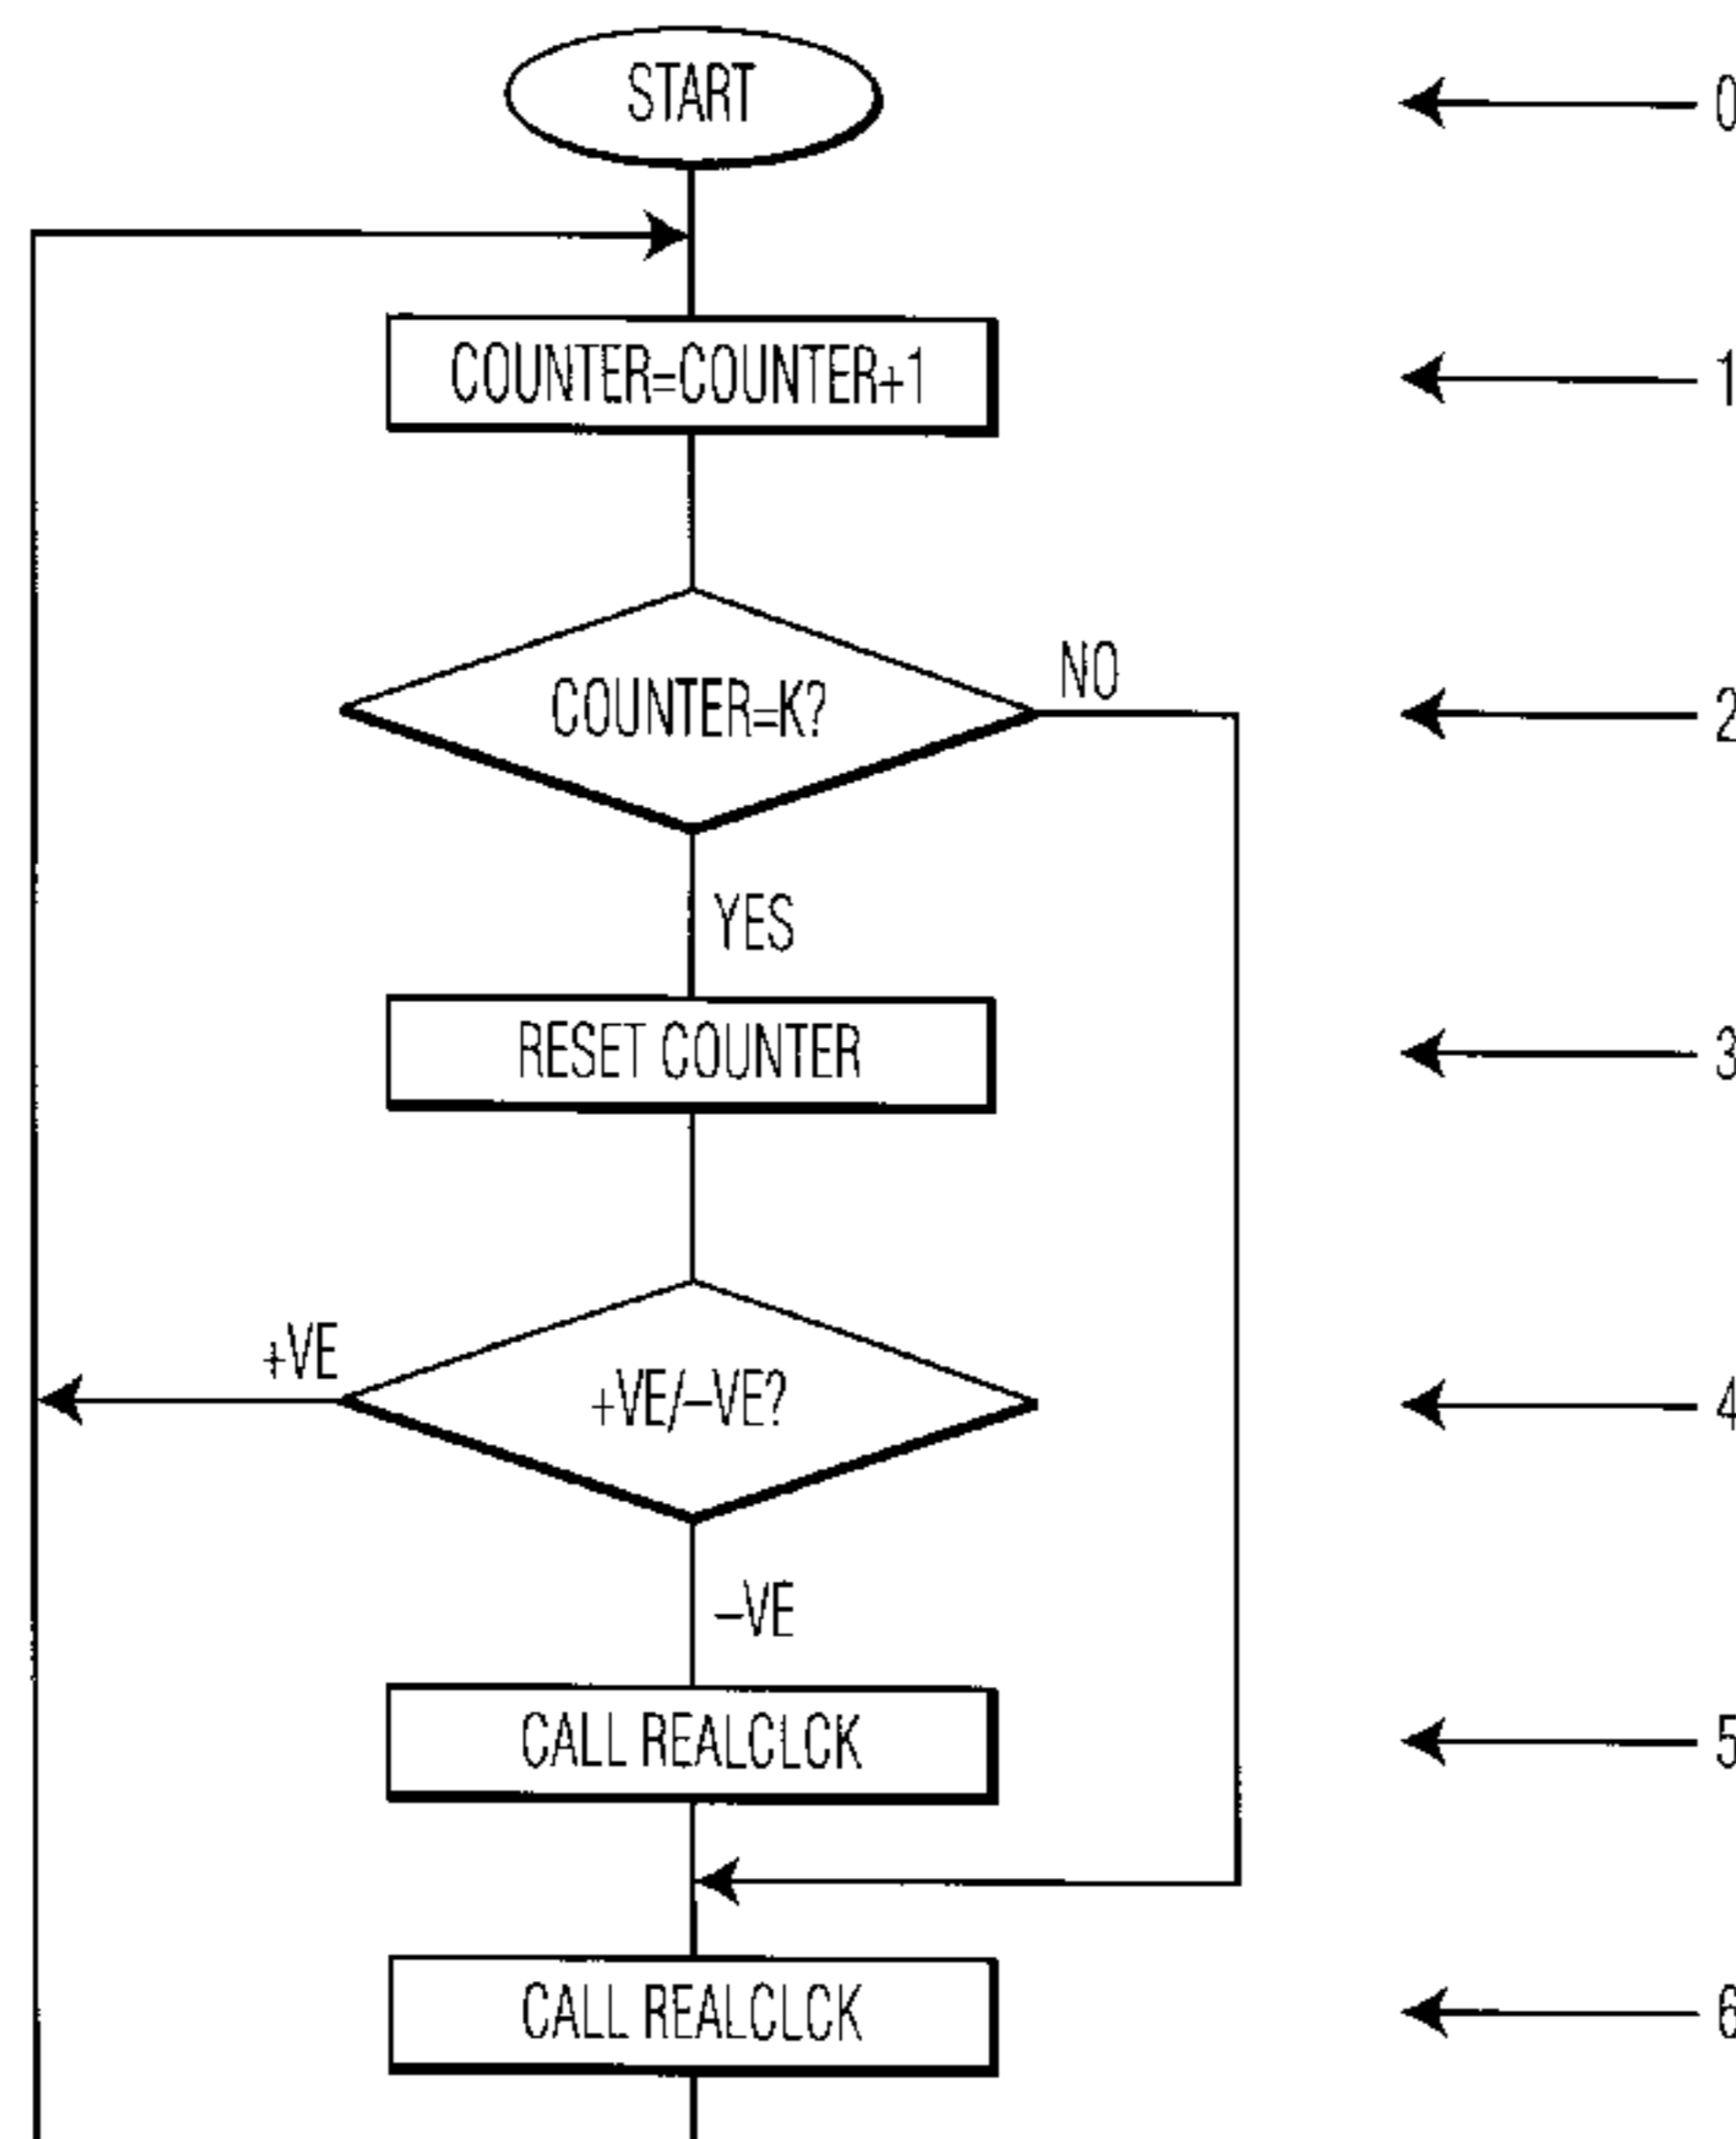 START
0
COUNTER=COUNTER+1
1
NO
COUNTER=K?
2
YES
RESET COUNTER
3
+VE
+VE/–VE?
4
–VE
CALL REALCLCK
5
CALL REALCLCK
6